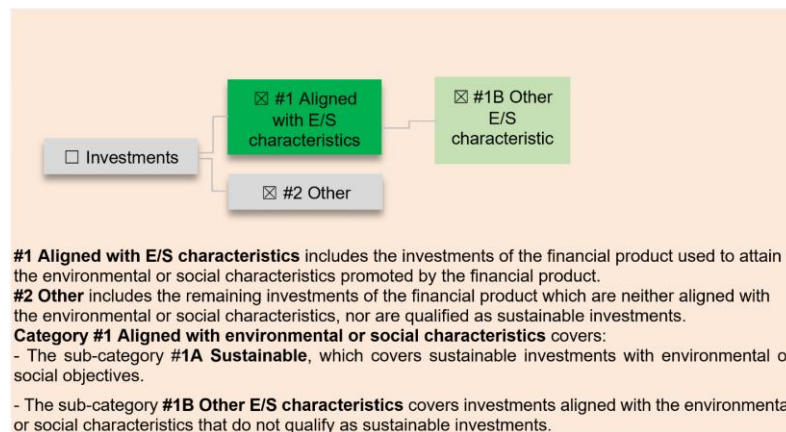 ☒ #1 Aligned
with E/S
characteristics
☒ #1B Other
E/S
characteristic
☐ Investments
☒ #2 Other
#1 Aligned with E/S characteristics includes the investments of the financial product used to attain
the environmental or social characteristics promoted by the financial product.
#2 Other includes the remaining investments of the financial product which are neither aligned with
the environmental or social characteristics, nor are qualified as sustainable investments.
Category #1 Aligned with environmental or social characteristics covers:
- The sub-category #1A Sustainable, which covers sustainable investments with environmental o
social objectives.
- The sub-category #1B Other E/S characteristics covers investments aligned with the environmenta
or social characteristics that do not qualify as sustainable investments.